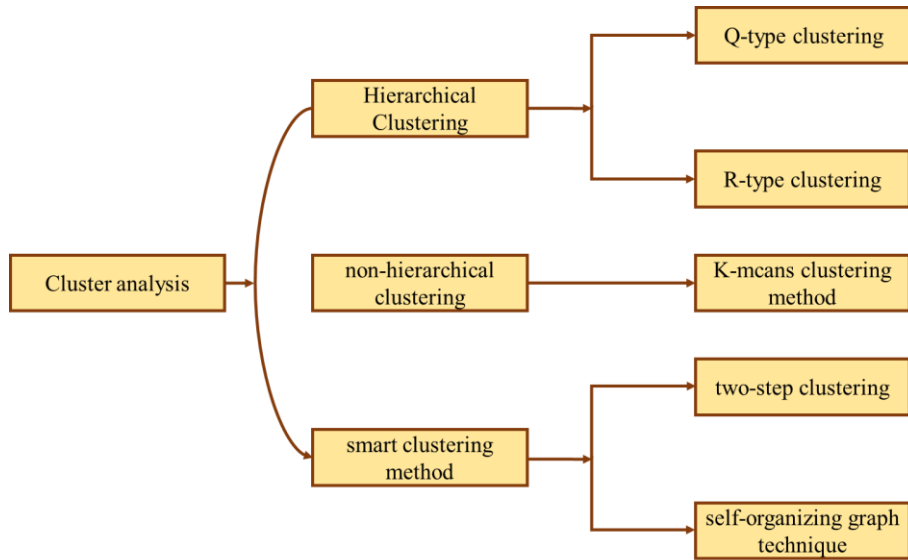 Q-type clustering
Hierarchical
Clustering
R-type clustering
Cluster analysis
non-hierarchical
clustering
K-mcans clustering
method
two-step clustering
smart clustering
method
self-organizing graph
technique